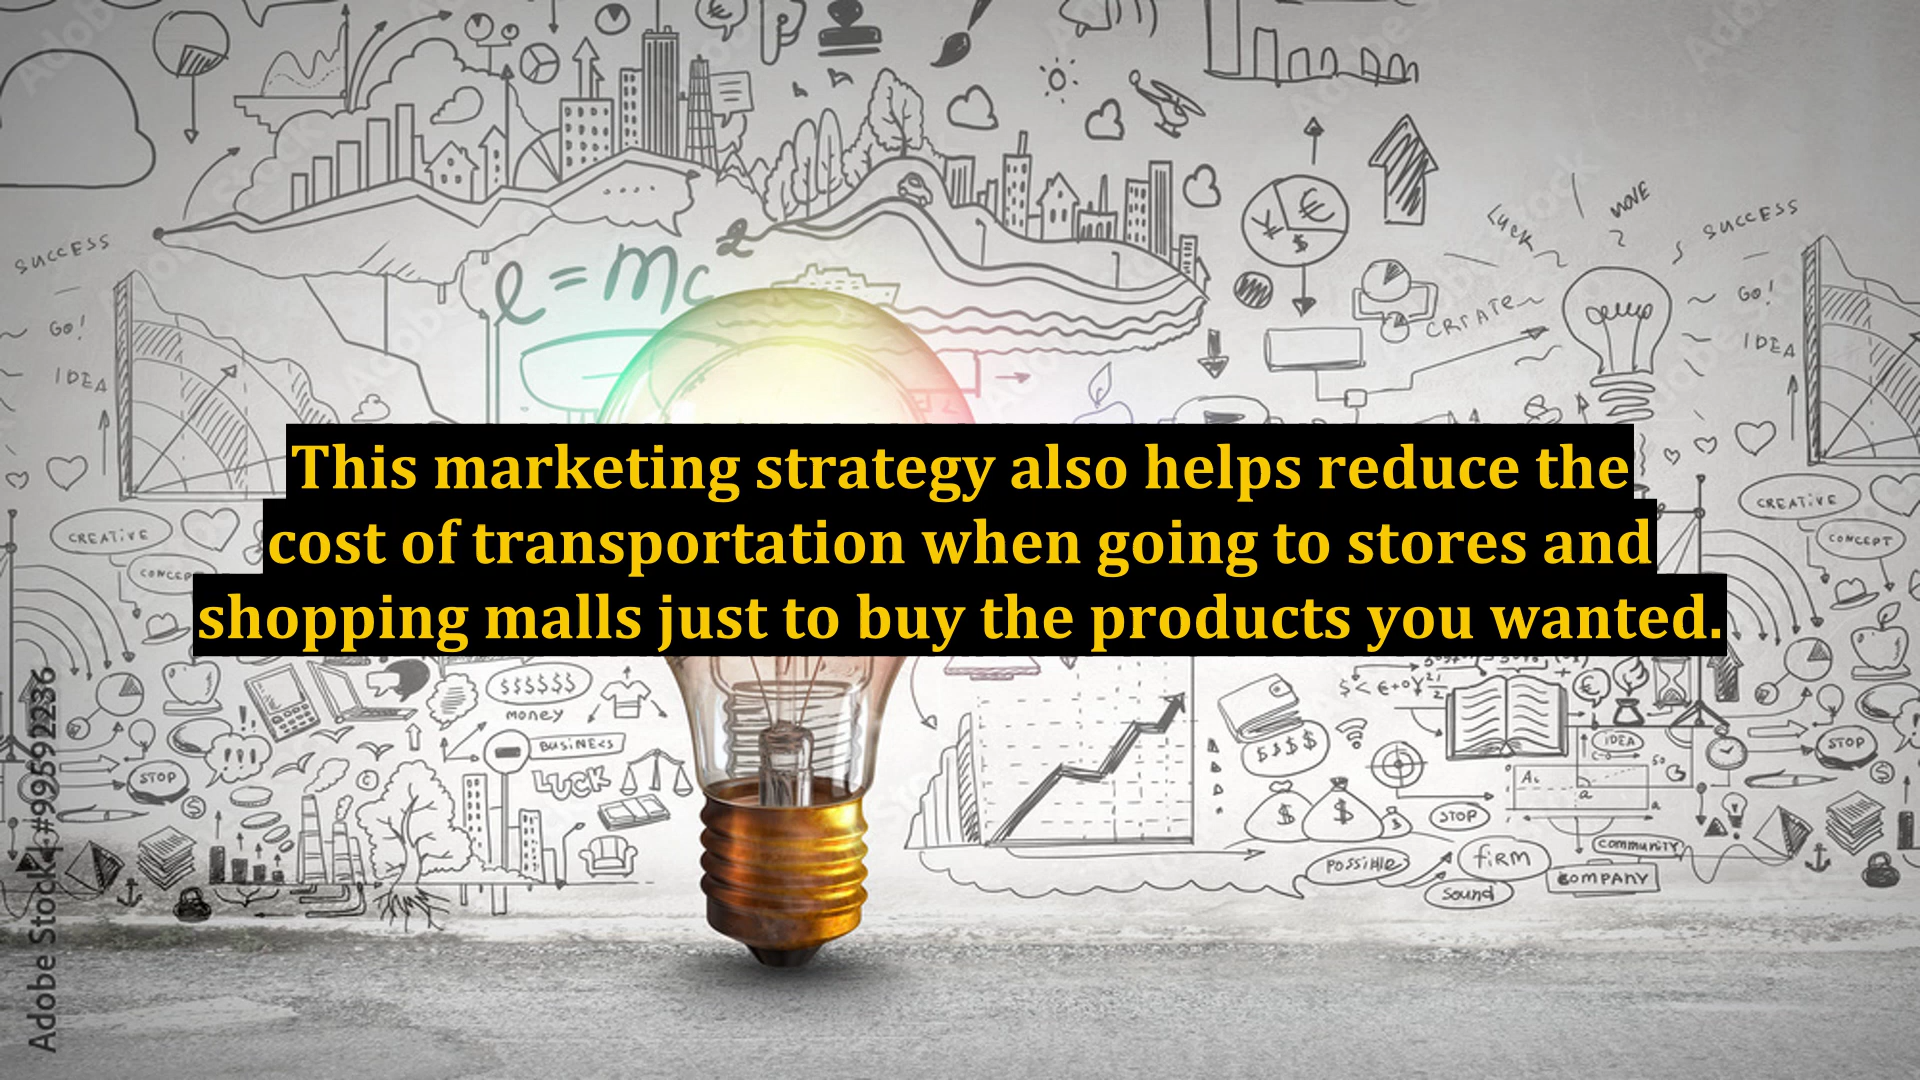 SUCCESS
GO!
IDEA
e=mc²
Luck
MOVE
SUCCESS
CREATE
GO!
IDEA
This marketing strategy also helps reduce the
cost of transportation when going to stores and
shopping malls just to buy the products you wanted.
CREATIVE
CONCEPT
CREATIVE
CONCEPT
$$$$$$
money
BUSINESS
LUCK
STOP
$$$$
IDEA
STOP
STOP
POSSIBLE
FIRM
Sound
COMMUNITY
COMPANY
Adobe Stock | #99592236